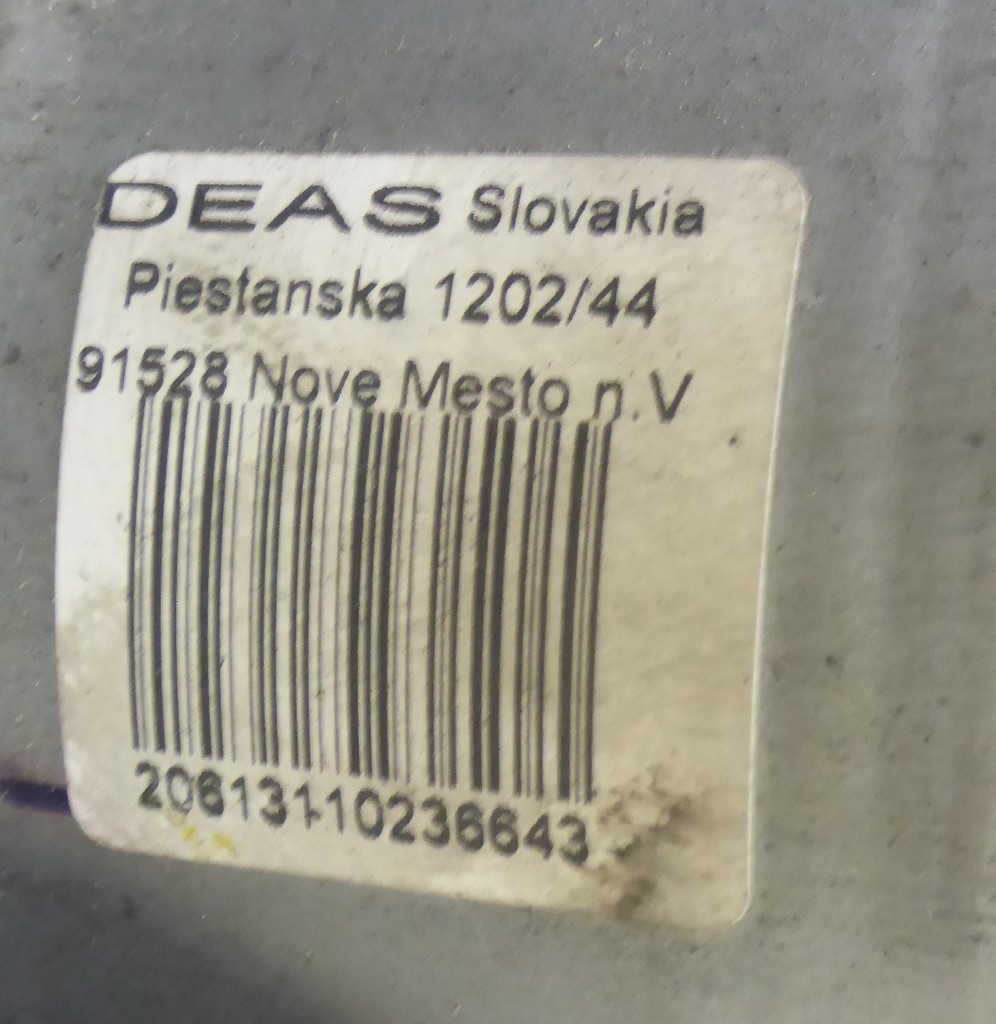 DEAS Slovakia
Piestanska 1202/44
91528 Nove Mesto n.V
20613110236643